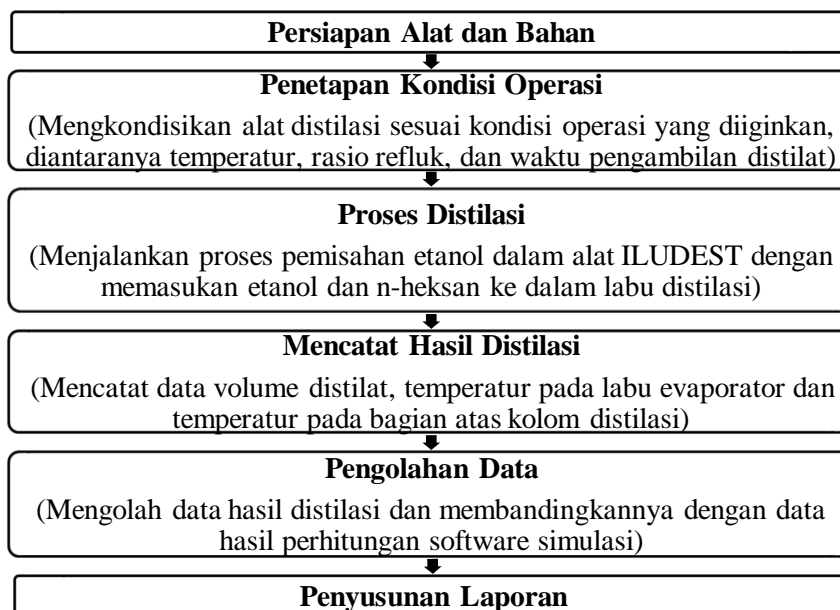 Persiapan Alat dan Bahan
Penetapan Kondisi Operasi
(Mengkondisikan alat distilasi sesuai kondisi operasi yang diiginkan,
diantaranya temperatur, rasio refluk, dan waktu pengambilan distilat)
Proses Distilasi
(Menjalankan proses pemisahan etanol dalam alat ILUDEST dengan
memasukan etanol dan n-heksan ke dalam labu distilasi)
Mencatat Hasil Distilasi
(Mencatat data volume distilat, temperatur pada labu evaporator dan
temperatur pada bagian atas kolom distilasi)
Pengolahan Data
(Mengolah data hasil distilasi dan membandingkannya dengan data
hasil perhitungan software simulasi)
Penyusunan Laporan